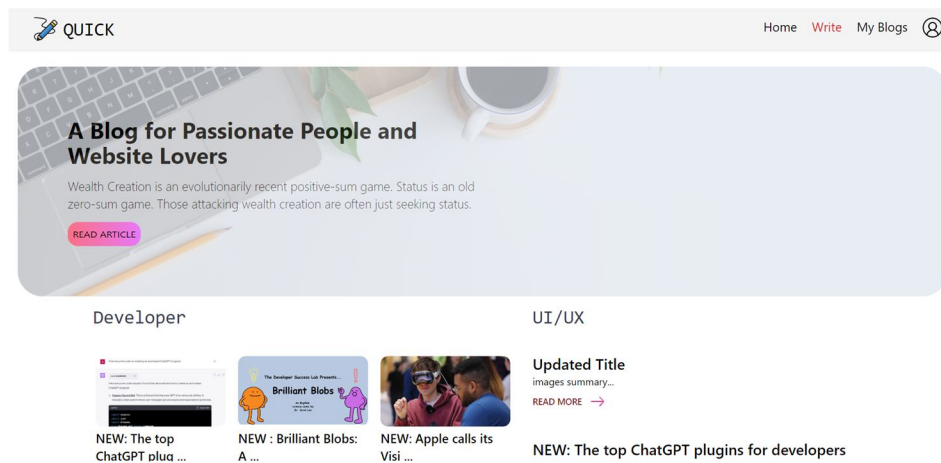 QUICK
Home Write My Blogs
A Blog for Passionate People and
Website Lovers
Wealth Creation is an evolutionarily recent positive-sum game. Status is an old
zero-sum game. Those attacking wealth creation are often just seeking status.
READ ARTICLE
Developer
The Developer Success Lab Presents...
Brilliant Blobs
NEW: The top
ChatGPT plug ...
NEW : Brilliant Blobs:
A ...
NEW: Apple calls its
Visi ...
UI/UX
Updated Title
images summary...
READ MORE →
NEW: The top ChatGPT plugins for developers